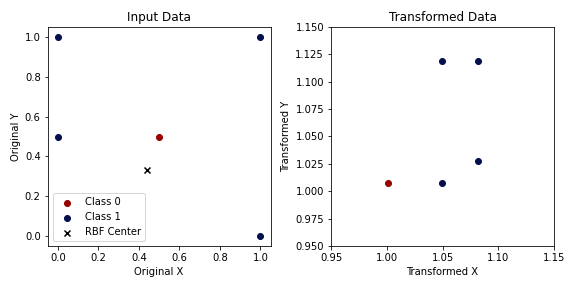 Input Data
1.0
0.8
0.6
0.4
0.2
0.0
Original Y
Class 0
Class 1
RBF Center
0.0 0.2 0.4 0.6 0.8 1.0
Original X
Transformed Data
1.150
1.125
1.100
1.075
1.050
1.025
1.000
0.975
0.950
Transformed Y
0.95 1.00 1.05 1.10 1.15
Transformed X